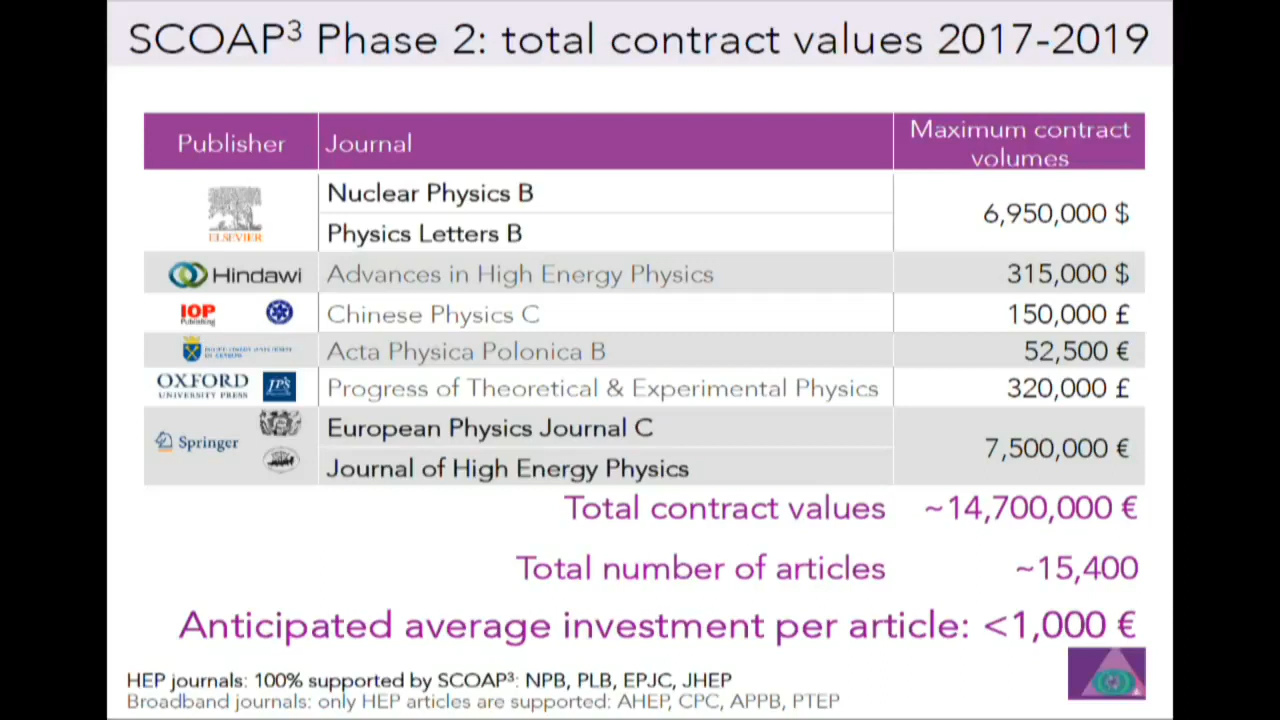 SCOAP³ Phase 2: total contract values 2017-2019
Publisher Journal Maximum contract volumes
ELSEVIER
Nuclear Physics B
Physics Letters B
6,950,000 $
Hindawi Advances in High Energy Physics 315,000 $
IOP Publishing Chinese Physics C 150,000 £
Acta Physica Polonica B 52,500 €
OXFORD UNIVERSITY PRESS JPS Progress of Theoretical & Experimental Physics 320,000 £
Springer
European Physics Journal C
Journal of High Energy Physics
7,500,000 €
Total contract values ~14,700,000 €
Total number of articles ~15,400
Anticipated average investment per article: <1,000 €
HEP journals: 100% supported by SCOAP³: NPB, PLB, EPJC, JHEP
Broadband journals: only HEP articles are supported: AHEP, CPC, APPB, PTEP